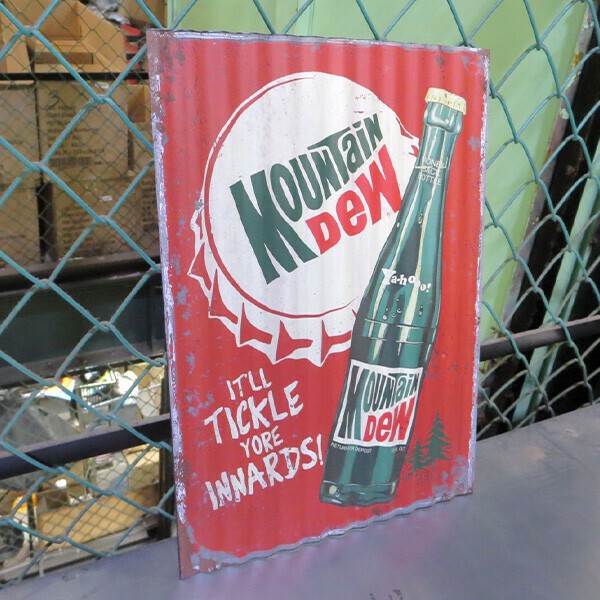 MOUNTAIN
DEW
Ya-hoo!
MOUNTAIN
DEW
IT'LL
TICKLE
YORE
INNARDS!